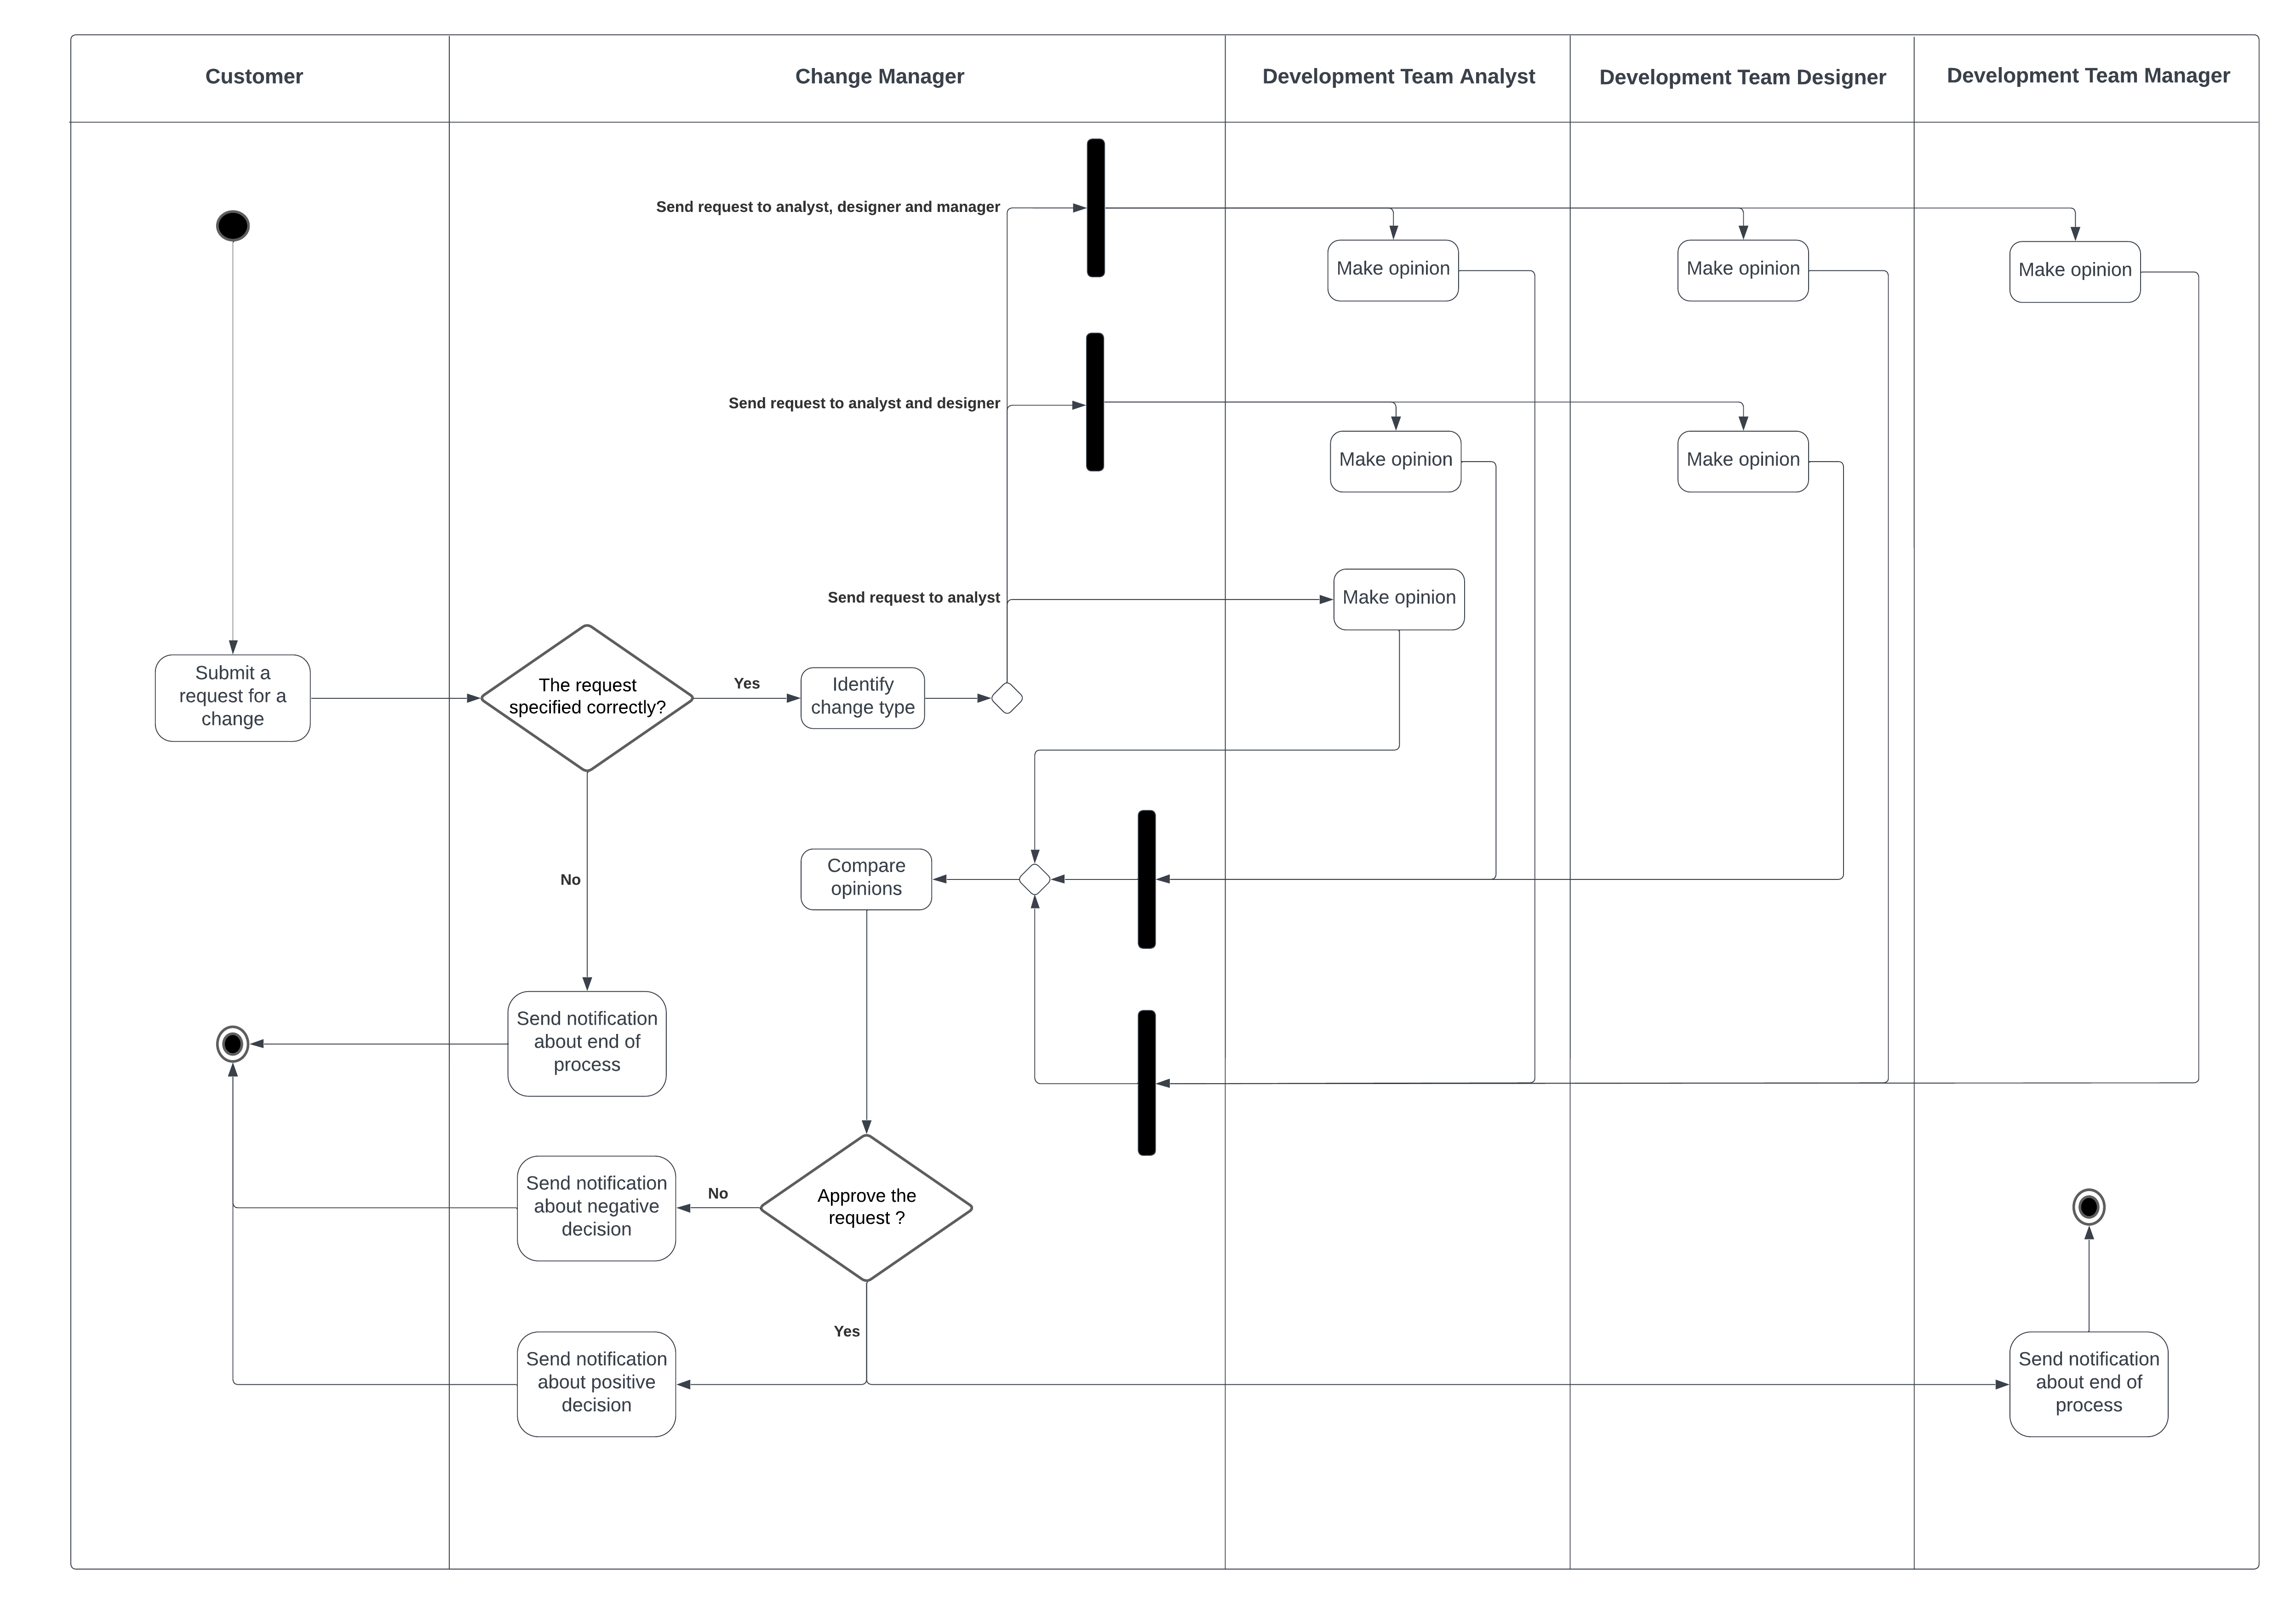 Customer
Change Manager
Development Team Analyst
Development Team Designer
Development Team Manager
Send request to analyst, designer and manager
Make opinion
Make opinion
Make opinion
Send request to analyst and designer
Make opinion
Make opinion
Send request to analyst
Make opinion
Submit a
request for a
change
The request
specified correctly?
Yes
Identify
change type
No
Compare
opinions
Send notification
about end of
process
Send notification
about negative
decision
No
Approve the
request ?
Yes
Send notification
about positive
decision
Send notification
about end of
process